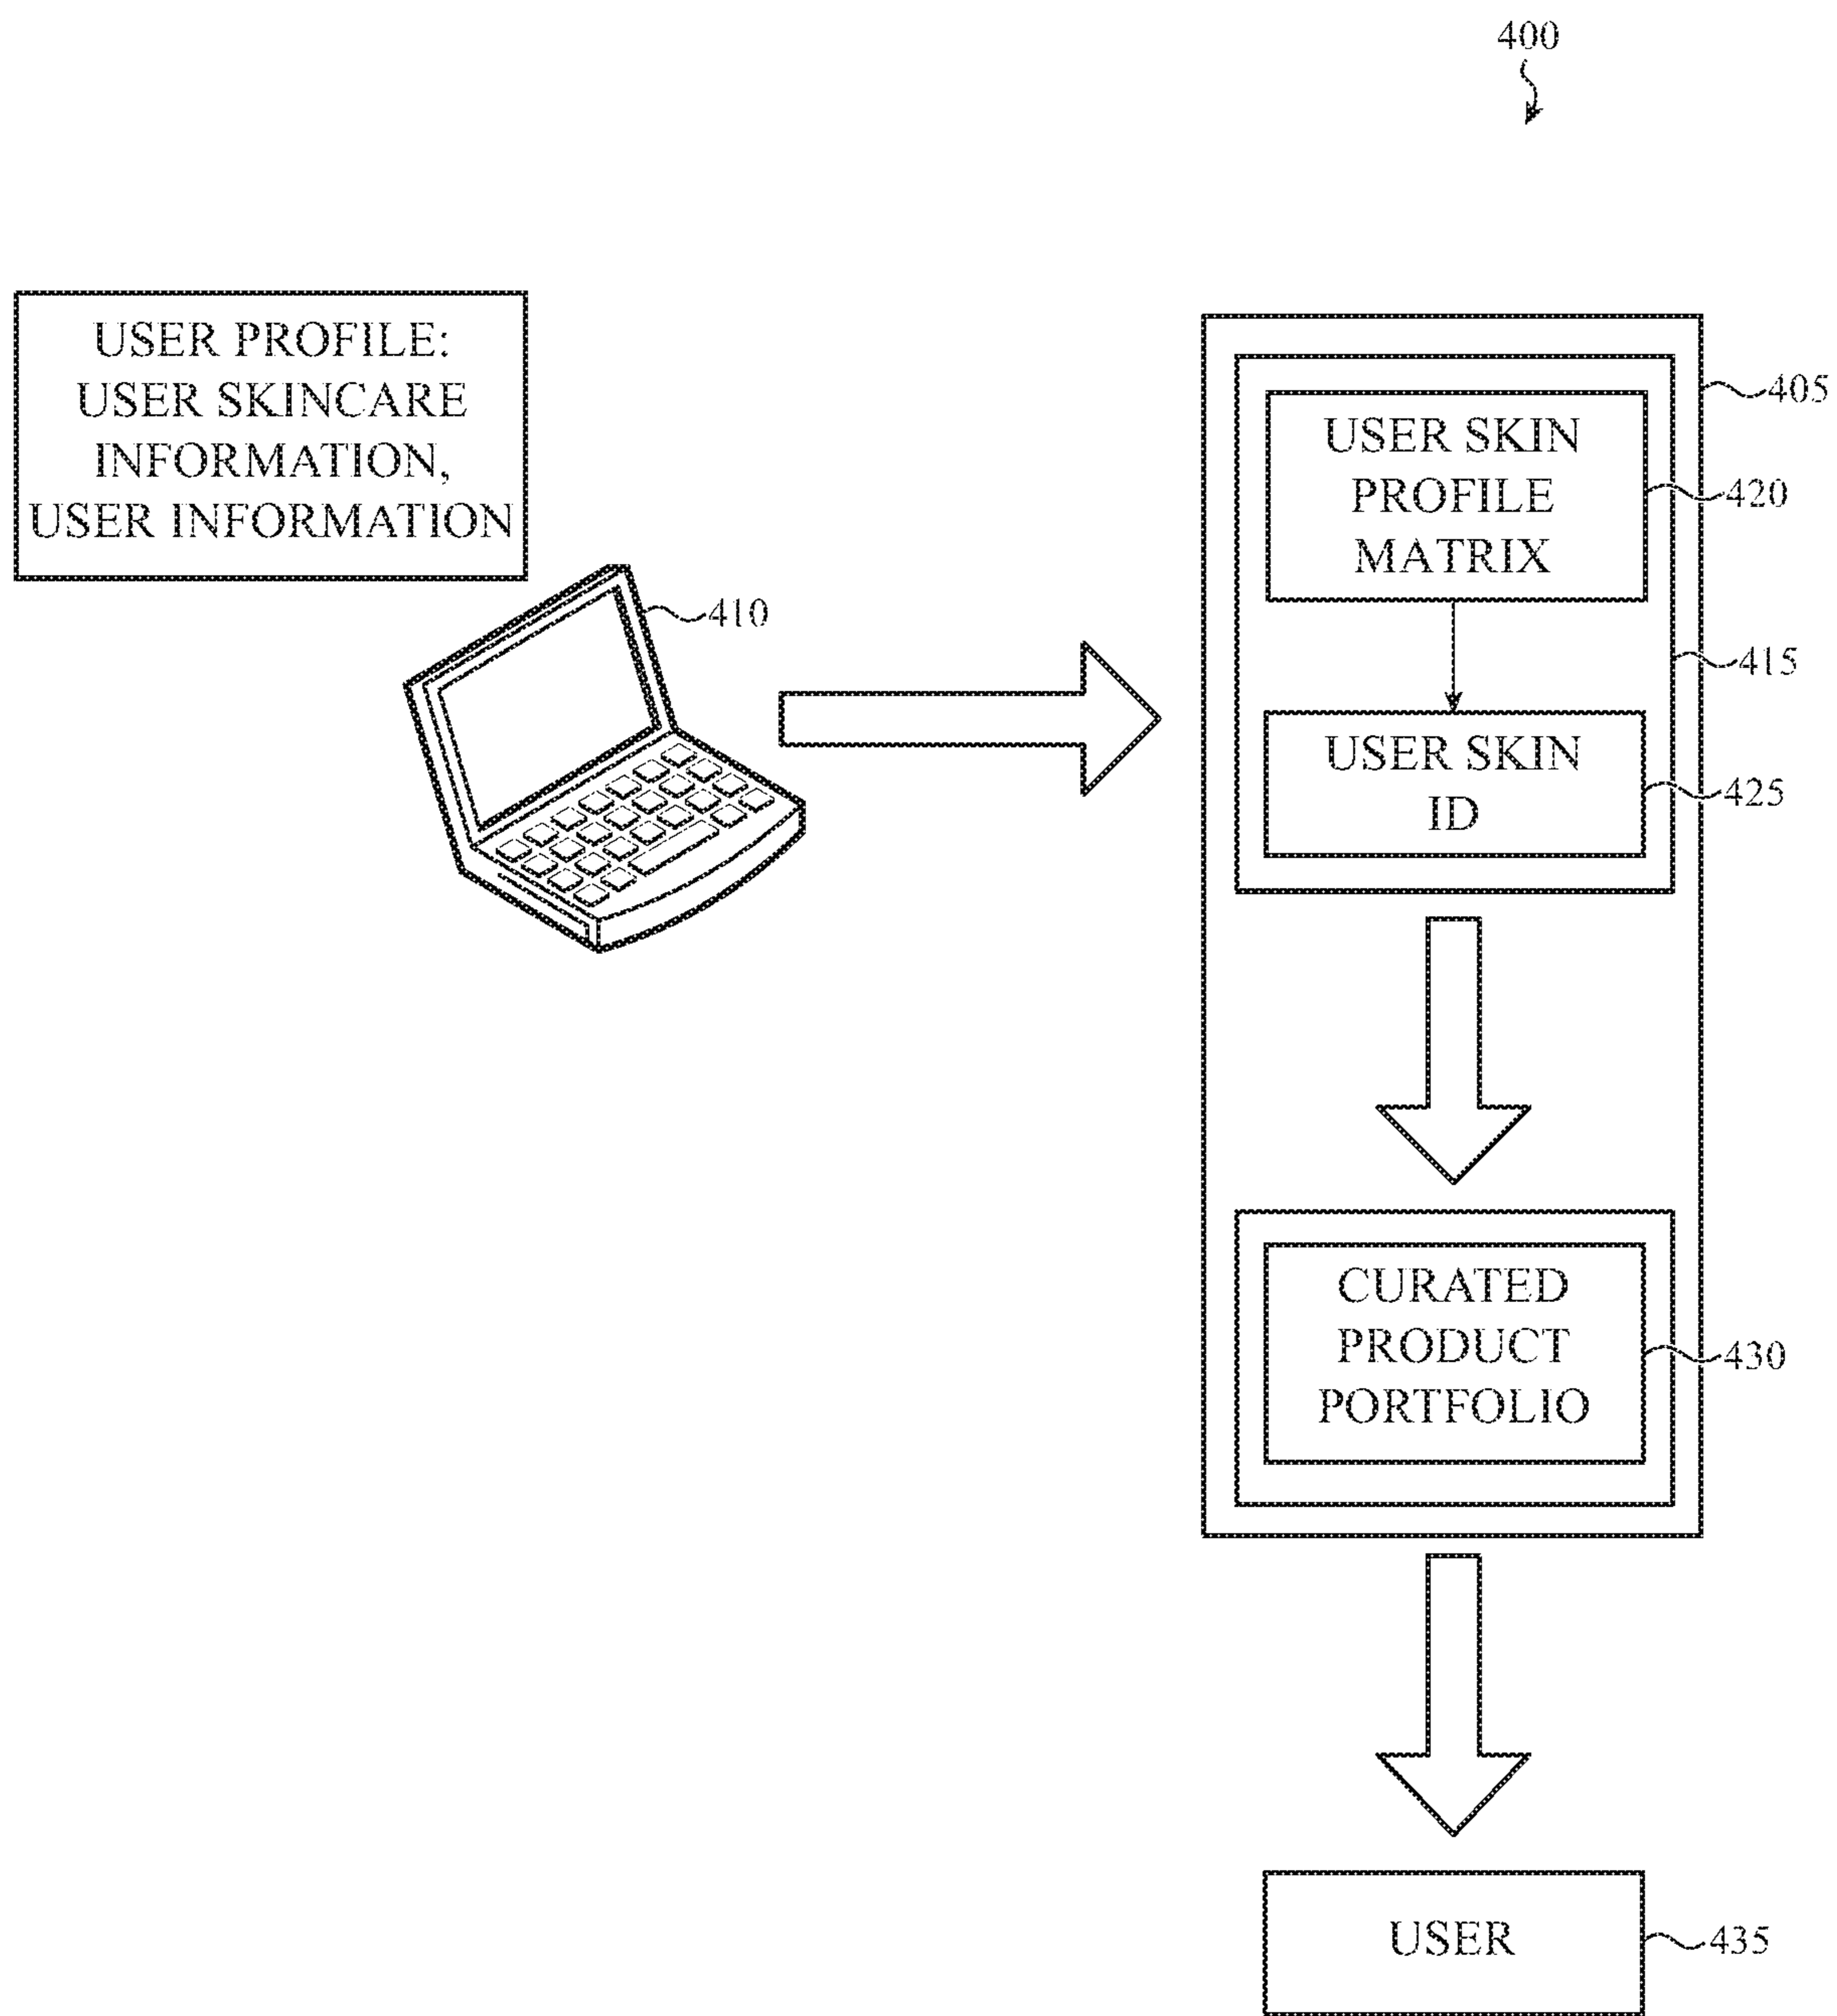 400
USER PROFILE:
USER SKINCARE
INFORMATION,
USER INFORMATION
410
405
USER SKIN
PROFILE
MATRIX
420
415
USER SKIN
ID
425
CURATED
PRODUCT
PORTFOLIO
430
USER
435